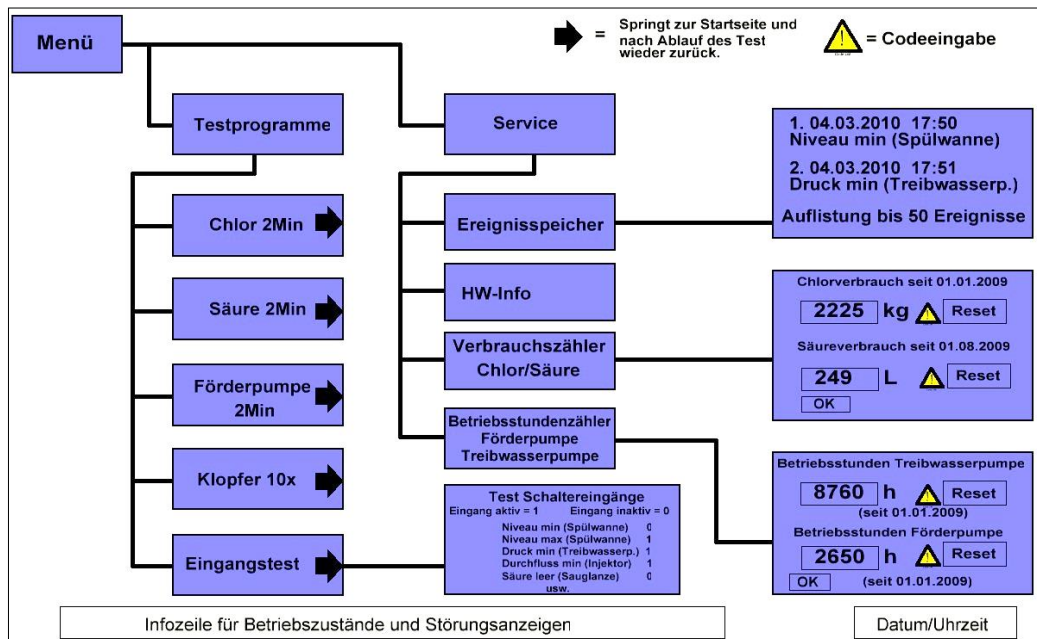 Menü
= Springt zur Startseite und
nach Ablauf des Test
wieder zurück.
= Codeeingabe
Testprogramme
Chlor 2Min
Säure 2Min
Förderpumpe
2Min
Klopfer 10x
Eingangstest
Service
Ereignisspeicher
HW-Info
Verbrauchszähler
Chlor/Säure
Betriebsstundenzähler
Förderpumpe
Treibwasserpumpe
Test Schaltereingänge
Eingang aktiv = 1 Eingang inaktiv = 0
Niveau min (Spülwanne) 0
Niveau max (Spülwanne) 1
Druck min (Treibwasserp.) 1
Durchfluss min (Injektor) 1
Säure leer (Sauglanze) 0
usw.
1. 04.03.2010 17:50
Niveau min (Spülwanne)
2. 04.03.2010 17:51
Druck min (Treibwasserp.)
Auflistung bis 50 Ereignisse
Chlorverbrauch seit 01.01.2009
2225 kg Reset
Säureverbrauch seit 01.08.2009
249 L Reset
OK
Betriebsstunden Treibwasserpumpe
8760 h Reset
(seit 01.01.2009)
Betriebsstunden Förderpumpe
2650 h Reset
OK (seit 01.01.2009)
Infozeile für Betriebszustände und Störungsanzeigen
Datum/Uhrzeit